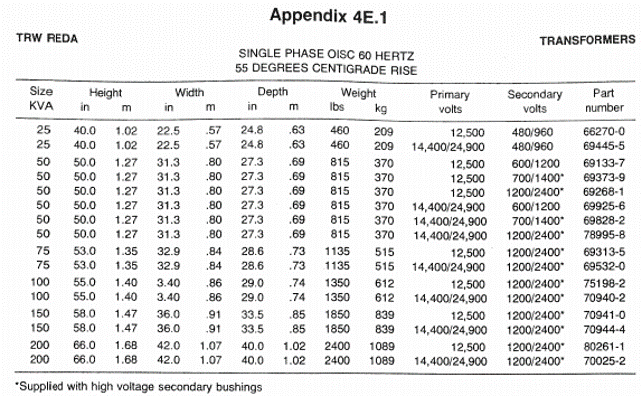 Appendix 4E.1
TRW REDA TRANSFORMERS
SINGLE PHASE OISC 60 HERTZ
55 DEGREES CENTIGRADE RISE
Size Height Width Depth Weight Primary Secondary Part
KVA in m in m in m lbs kg volts volts number
25 40.0 1.02 22.5 .57 24.8 .63 460 209 12,500 480/960 66270-0
25 40.0 1.02 22.5 .57 24.8 .63 460 209 14,400/24,900 480/960 69445-5
50 50.0 1.27 31.3 .80 27.3 .69 815 370 12,500 600/1200 69133-7
50 50.0 1.27 31.3 .80 27.3 .69 815 370 12,500 700/1400* 69373-9
50 50.0 1.27 31.3 .80 27.3 .69 815 370 12,500 1200/2400* 69268-1
50 50.0 1.27 31.3 .80 27.3 .69 815 370 14,400/24,900 600/1200 69925-6
50 50.0 1.27 31.3 .80 27.3 .69 815 370 14,400/24,900 700/1400* 69828-2
50 50.0 1.27 31.3 .80 27.3 .69 815 370 14,400/24,900 1200/2400* 78995-8
75 53.0 1.35 32.9 .84 28.6 .73 1135 515 12,500 1200/2400* 69313-5
75 53.0 1.35 32.9 .84 28.6 .73 1135 515 14,400/24,900 1200/2400* 69532-0
100 55.0 1.40 3.40 .86 29.0 .74 1350 612 12,500 1200/2400* 75198-2
100 55.0 1.40 3.40 .86 29.0 .74 1350 612 14,400/24,900 1200/2400* 70940-2
150 58.0 1.47 36.0 .91 33.5 .85 1850 839 12,500 1200/2400* 70941-0
150 58.0 1.47 36.0 .91 33.5 .85 1850 839 14,400/24,900 1200/2400* 70944-4
200 66.0 1.68 42.0 1.07 40.0 1.02 2400 1089 12,500 1200/2400* 80261-1
200 66.0 1.68 42.0 1.07 40.0 1.02 2400 1089 14,400/24,900 1200/2400* 70025-2
*Supplied with high voltage secondary bushings